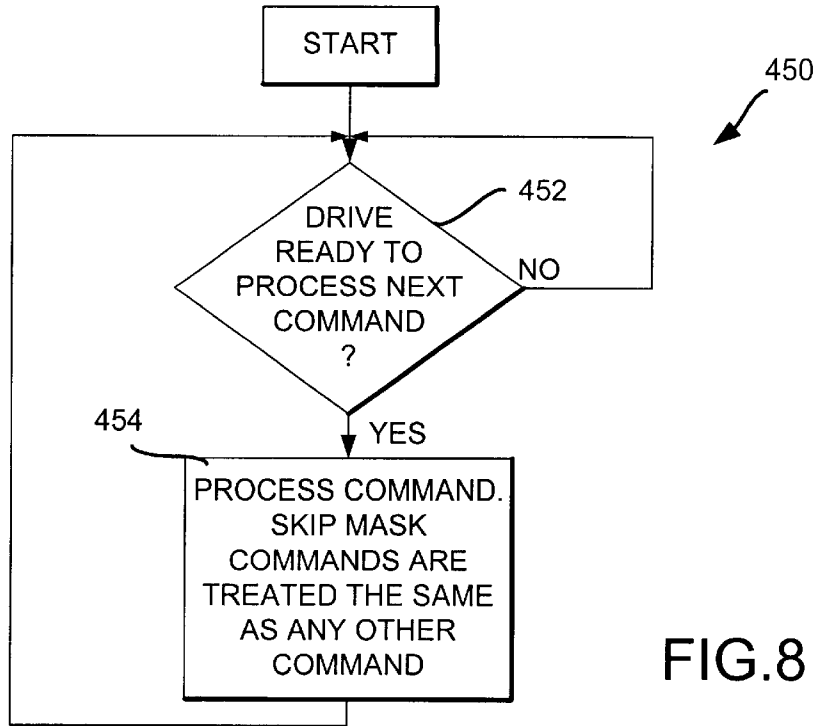 START
450
452
DRIVE
READY TO
PROCESS NEXT
COMMAND
?
NO
YES
454
PROCESS COMMAND.
SKIP MASK
COMMANDS ARE
TREATED THE SAME
AS ANY OTHER
COMMAND
FIG.8